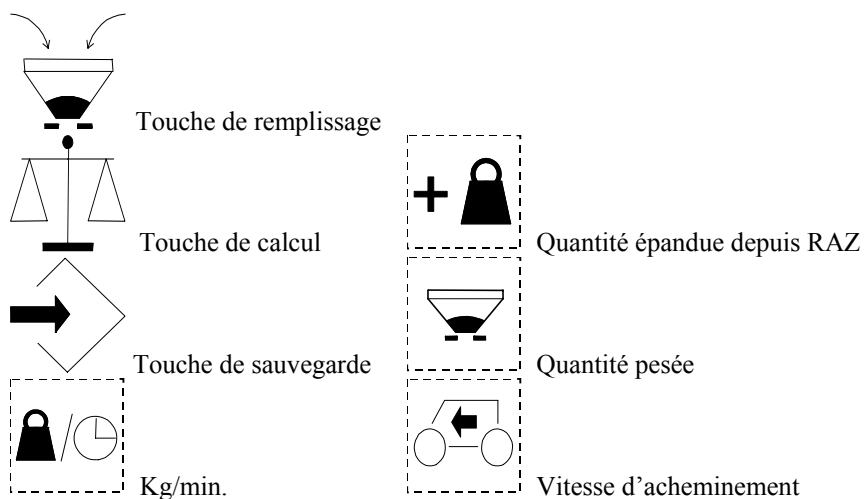 Touche de remplissage
Touche de calcul
Quantité épandue depuis RAZ
Touche de sauvegarde
Quantité pesée
Kg/min.
Vitesse d’acheminement